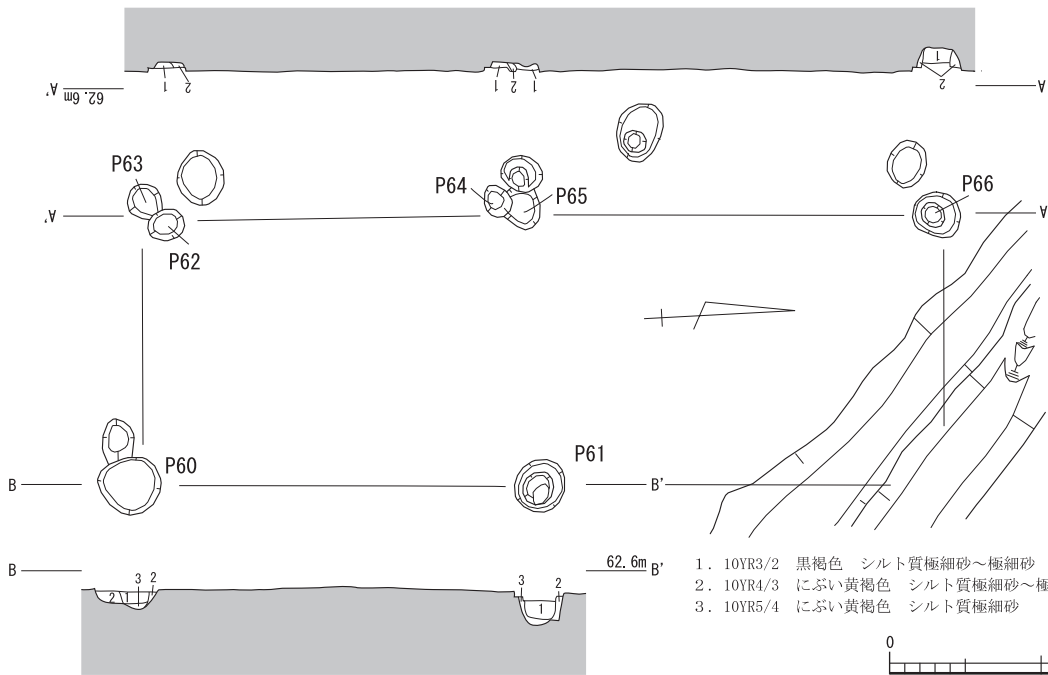 1 2 1 2 1 1 2
A' 62.6m A
P63 P64 P65 P66
A' A
P62
P60 P61
B B'
3 2 62.6m 3 2
B B'
2 1 1
1. 10YR3/2 黒褐色 シルト質極細砂～極細砂
2. 10YR4/3 にぶい黄褐色 シルト質極細砂～極
3. 10YR5/4 にぶい黄褐色 シルト質極細砂
0